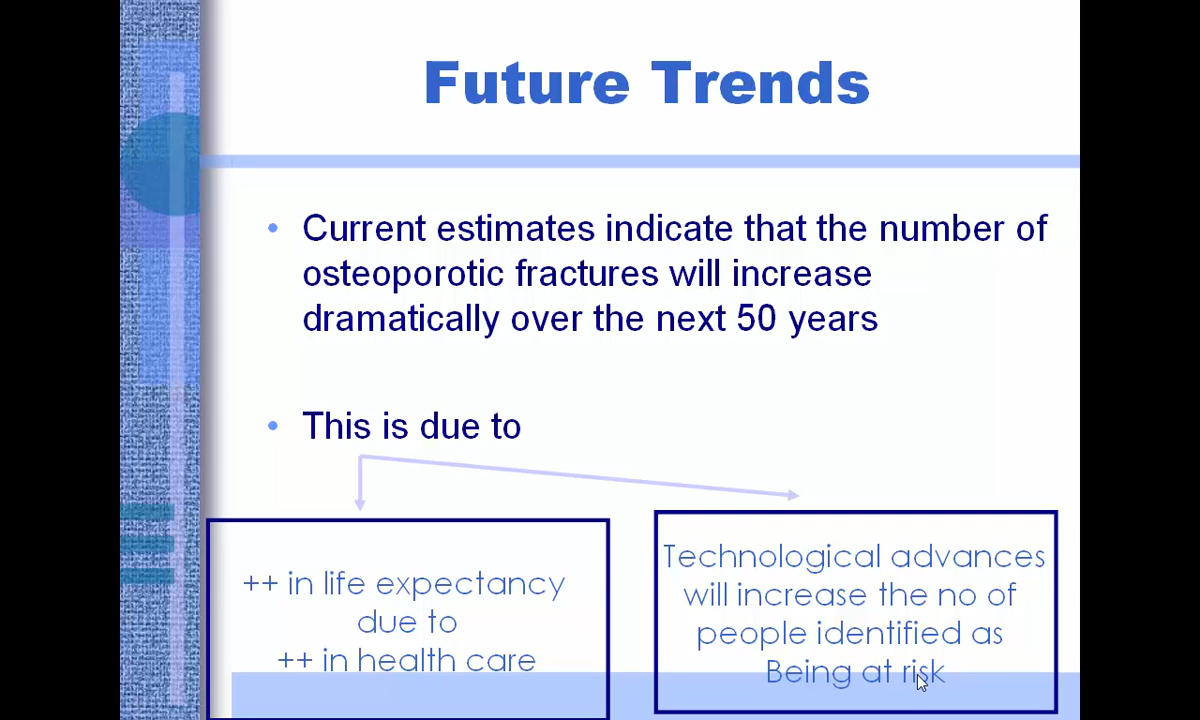 Future Trends
• Current estimates indicate that the number of
osteoporotic fractures will increase
dramatically over the next 50 years
• This is due to
++ in life expectancy
due to
++ in health care
Technological advances
will increase the no of
people identified as
Being at risk